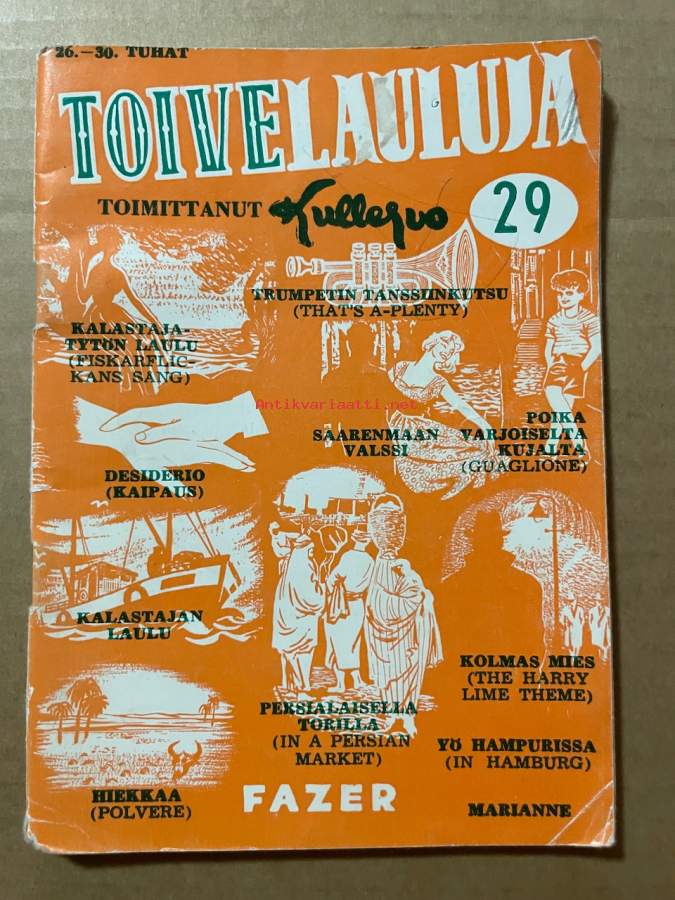 26.—30. TUHAT
TOIVELAULUJA
TOIMITTANUT Kullervo
29
TRUMPETIN TANSSIINKUTSU
(THAT'S A-PLENTY)
KALASTAJA-
TYTÖN LAULU
(FISKARFLIC-
KANS SÅNG)
Antikvariaatti.net
POIKA
VARJOISELTA
KUJALTA
(GUAGLIONE)
SAARENMAAN
VALSSI
DESIDERIO
(KAIPAUS)
KALASTAJAN
LAULU
KOLMAS MIES
(THE HARRY
LIME THEME)
PERSIALAISELLA
TORILLA
(IN A PERSIAN
MARKET)
YÖ HAMPURISSA
(IN HAMBURG)
HIEKKAA
(POLVERE)
FAZER
MARIANNE